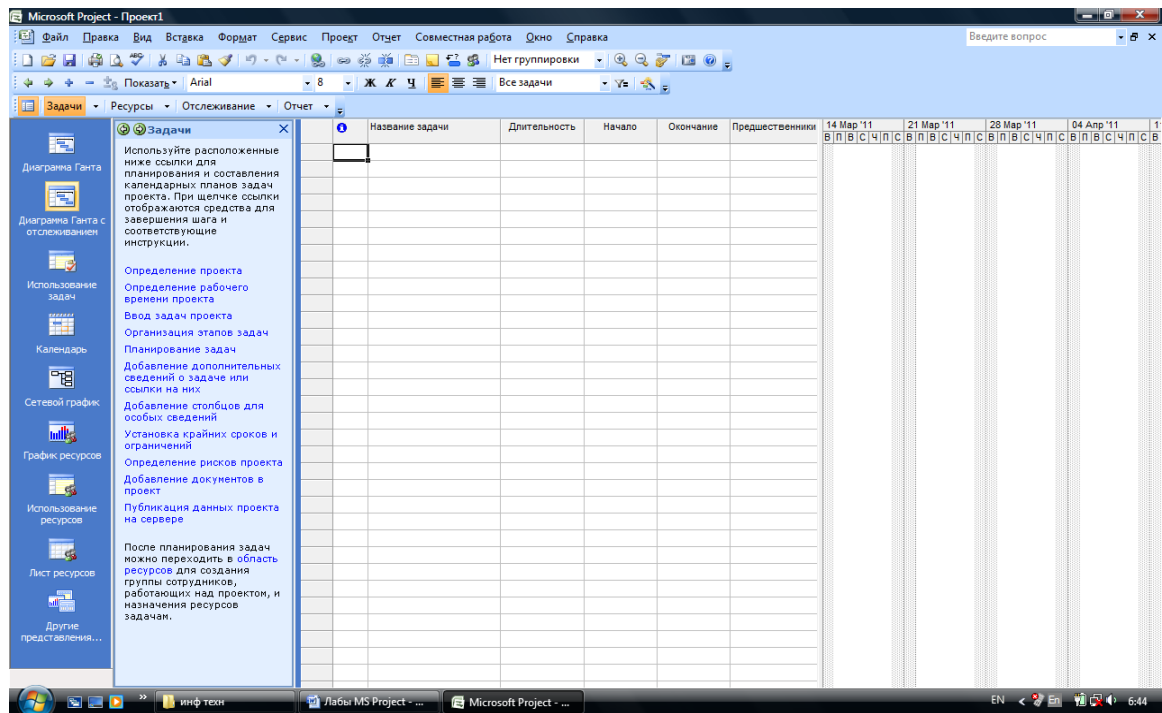 Microsoft Project - Проект1
Файл Правка Вид Вставка Формат Сервис Проект Отчет Совместная работа Окно Справка
Введите вопрос
Нет группировки
Показать Arial 8 Ж К Ч Все задачи
Задачи Ресурсы Отслеживание Отчет
Диаграмма Ганта
Диаграмма Ганта с
отслеживанием
Использование
задач
Календарь
Сетевой график
График ресурсов
Использование
ресурсов
Лист ресурсов
Другие
представления...
Задачи
Используйте расположенные
ниже ссылки для
планирования и составления
календарных планов задач
проекта. При щелчке ссылки
отображаются средства для
завершения шага и
соответствующие
инструкции.
Определение проекта
Определение рабочего
времени проекта
Ввод задач проекта
Организация этапов задач
Планирование задач
Добавление дополнительных
сведений о задаче или
ссылки на них
Добавление столбцов для
особых сведений
Установка крайних сроков и
ограничений
Определение рисков проекта
Добавление документов в
проект
Публикация данных проекта
на сервере
После планирования задач
можно переходить в область
ресурсов для создания
группы сотрудников,
работающих над проектом, и
назначения ресурсов
задачам.
Название задачи Длительность Начало Окончание Предшественники
14 Мар '11 21 Мар '11 28 Мар '11 04 Апр '11 1
В П В С Ч П С В П В С Ч П С В П В С Ч П С В П В С Ч П С В
инф техн
Лабы MS Project - ...
Microsoft Project - ...
EN En 6:44